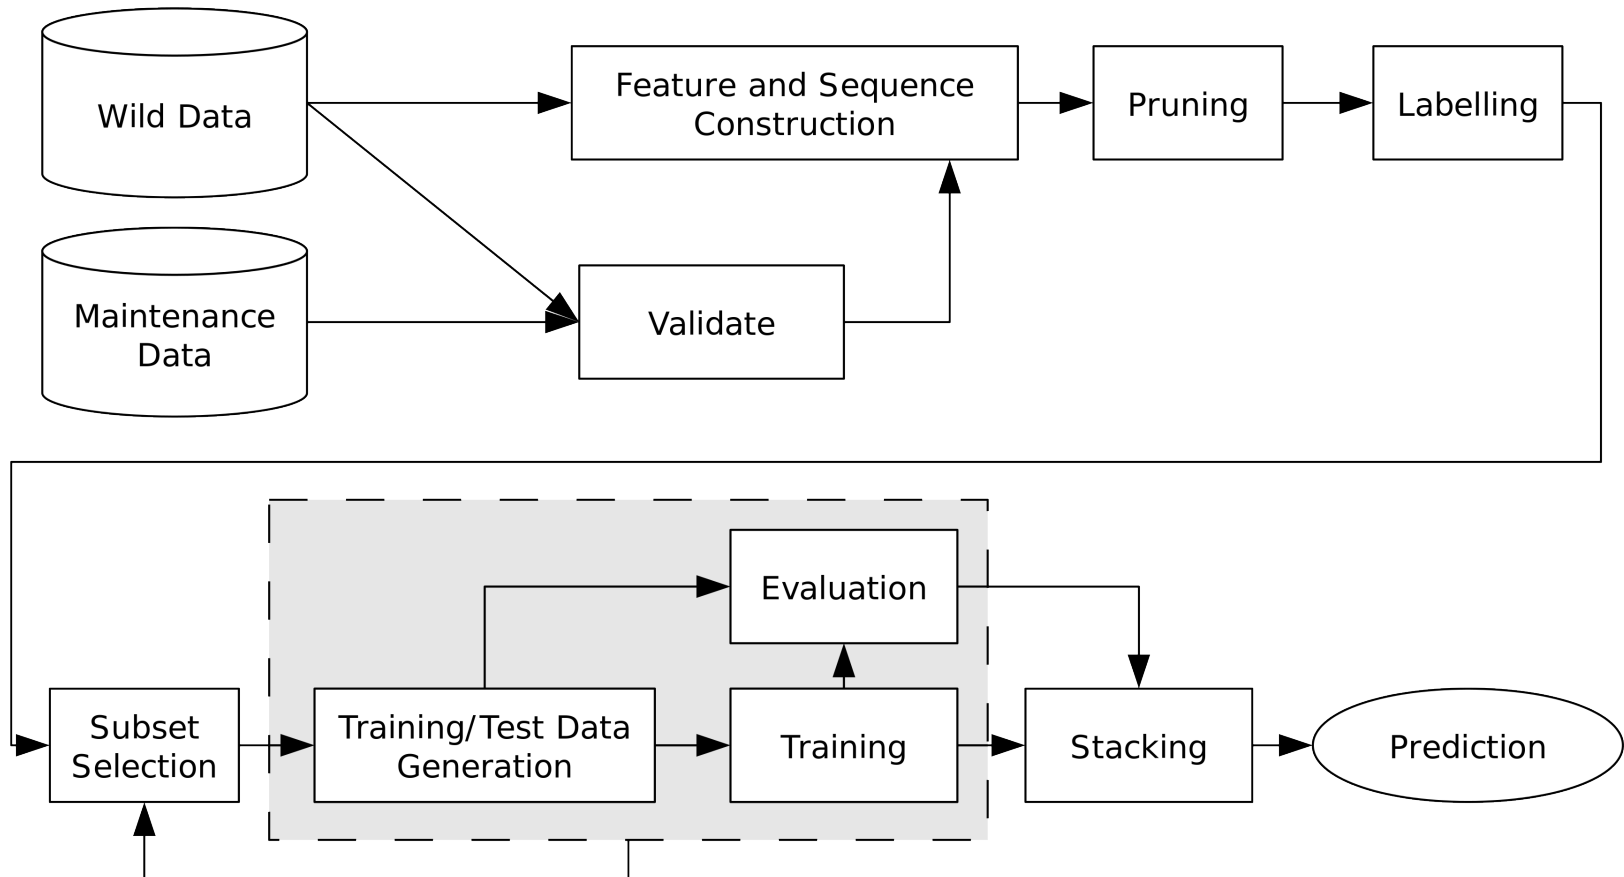 Wild Data
Feature and Sequence
Construction
Pruning
Labelling
Maintenance
Data
Validate
Evaluation
Subset
Selection
Training/Test Data
Generation
Training
Stacking
Prediction